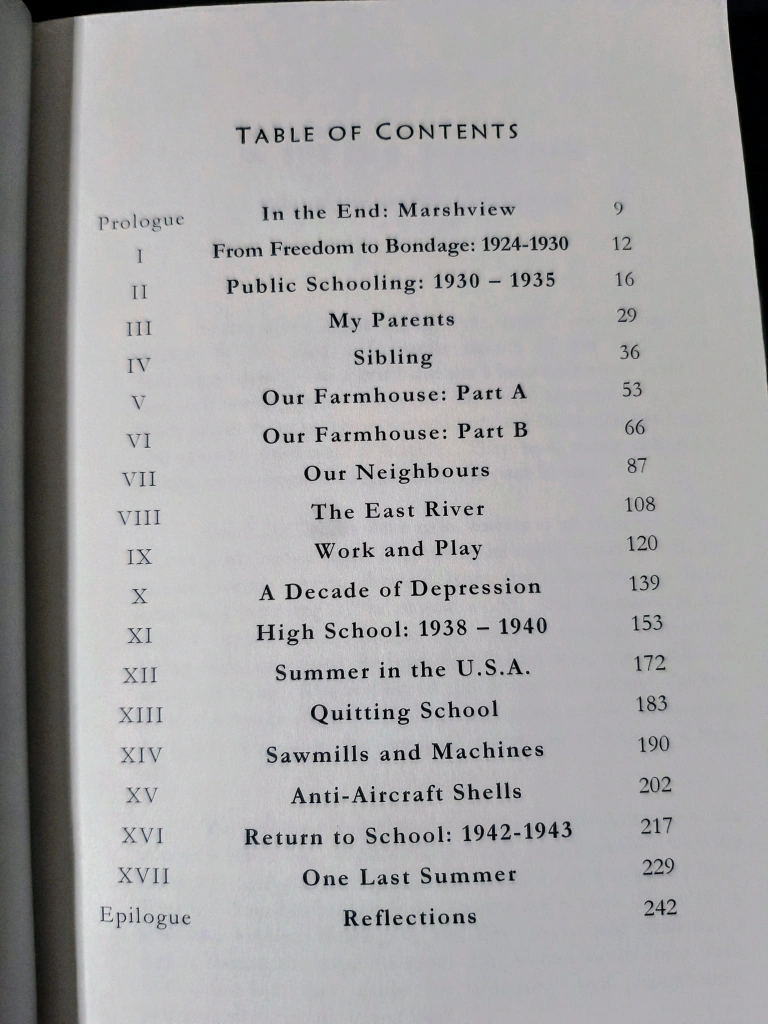 TABLE OF CONTENTS
Prologue In the End: Marshview 9
I From Freedom to Bondage: 1924-1930 12
II Public Schooling: 1930 – 1935 16
III My Parents 29
IV Sibling 36
V Our Farmhouse: Part A 53
VI Our Farmhouse: Part B 66
VII Our Neighbours 87
VIII The East River 108
IX Work and Play 120
X A Decade of Depression 139
XI High School: 1938 – 1940 153
XII Summer in the U.S.A. 172
XIII Quitting School 183
XIV Sawmills and Machines 190
XV Anti-Aircraft Shells 202
XVI Return to School: 1942-1943 217
XVII One Last Summer 229
Epilogue Reflections 242